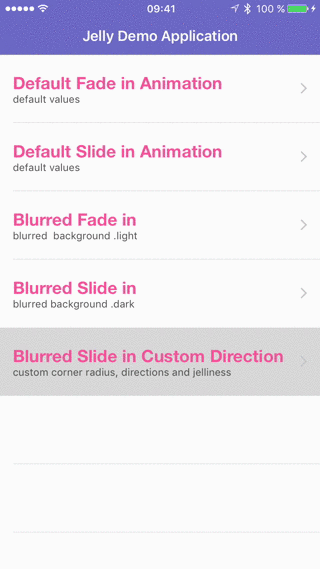 09:41
100 %
Jelly Demo Application
Default Fade in Animation
default values
Default Slide in Animation
default values
Blurred Fade in
blurred  background .light
Blurred Slide in
blurred background .dark
Blurred Slide in Custom Direction
custom corner radius, directions and jelliness